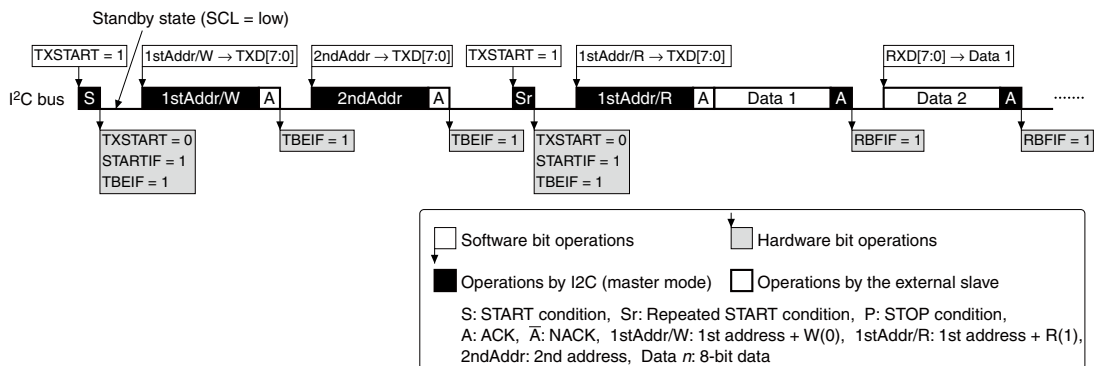 Standby state (SCL = low)
TXSTART = 1 1stAddr/W → TXD[7:0] 2ndAddr → TXD[7:0] TXSTART = 1 1stAddr/R → TXD[7:0] RXD[7:0] → Data 1
I²C bus S 1stAddr/W A 2ndAddr A Sr 1stAddr/R A Data 1 A Data 2 A ·······
TXSTART = 0 TBEIF = 1 TBEIF = 1 TXSTART = 0 RBFIF = 1 RBFIF = 1
STARTIF = 1 STARTIF = 1
TBEIF = 1 TBEIF = 1
Software bit operations Hardware bit operations
Operations by I2C (master mode) Operations by the external slave
S: START condition, Sr: Repeated START condition, P: STOP condition,
A: ACK, A̅: NACK, 1stAddr/W: 1st address + W(0), 1stAddr/R: 1st address + R(1),
2ndAddr: 2nd address, Data n: 8-bit data